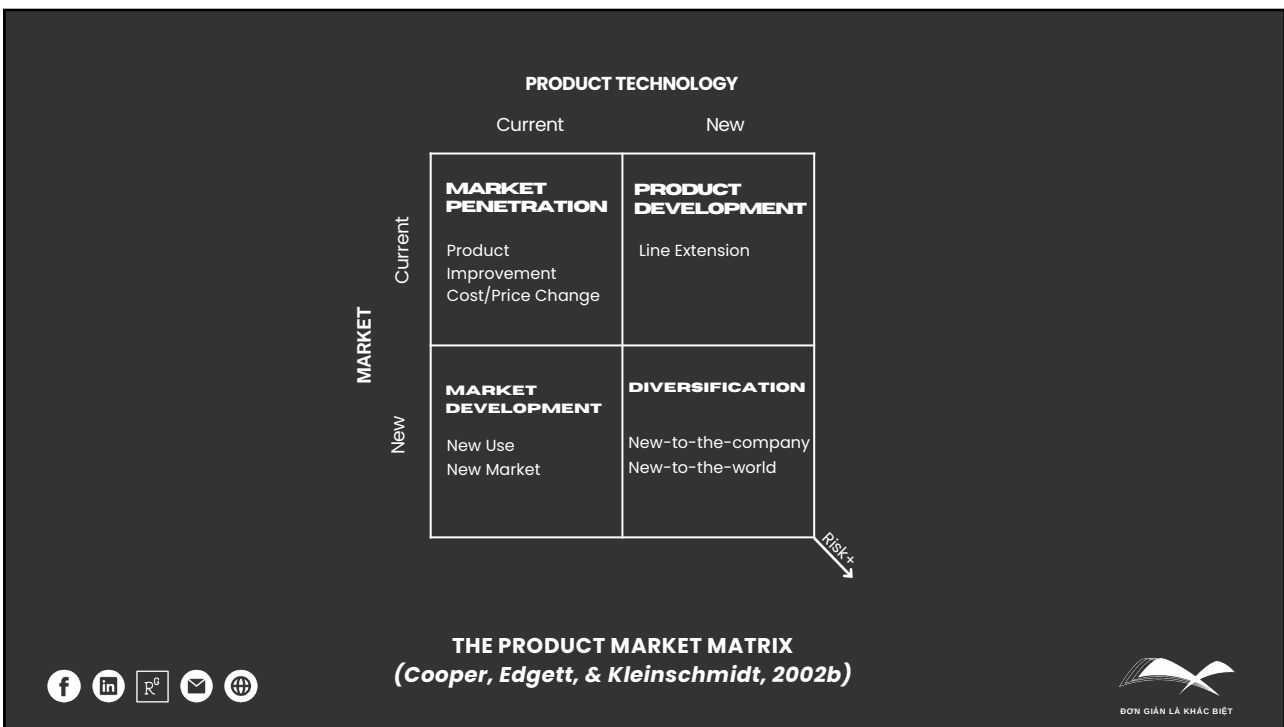 PRODUCT TECHNOLOGY
Current
New
MARKET
Current
New
MARKET
PENETRATION
Product
Improvement
Cost/Price Change
PRODUCT
DEVELOPMENT
Line Extension
MARKET
DEVELOPMENT
New Use
New Market
DIVERSIFICATION
New-to-the-company
New-to-the-world
Risk+
THE PRODUCT MARKET MATRIX
(Cooper, Edgett, & Kleinschmidt, 2002b)
f
in
RG
ĐƠN GIẢN LÀ KHÁC BIỆT